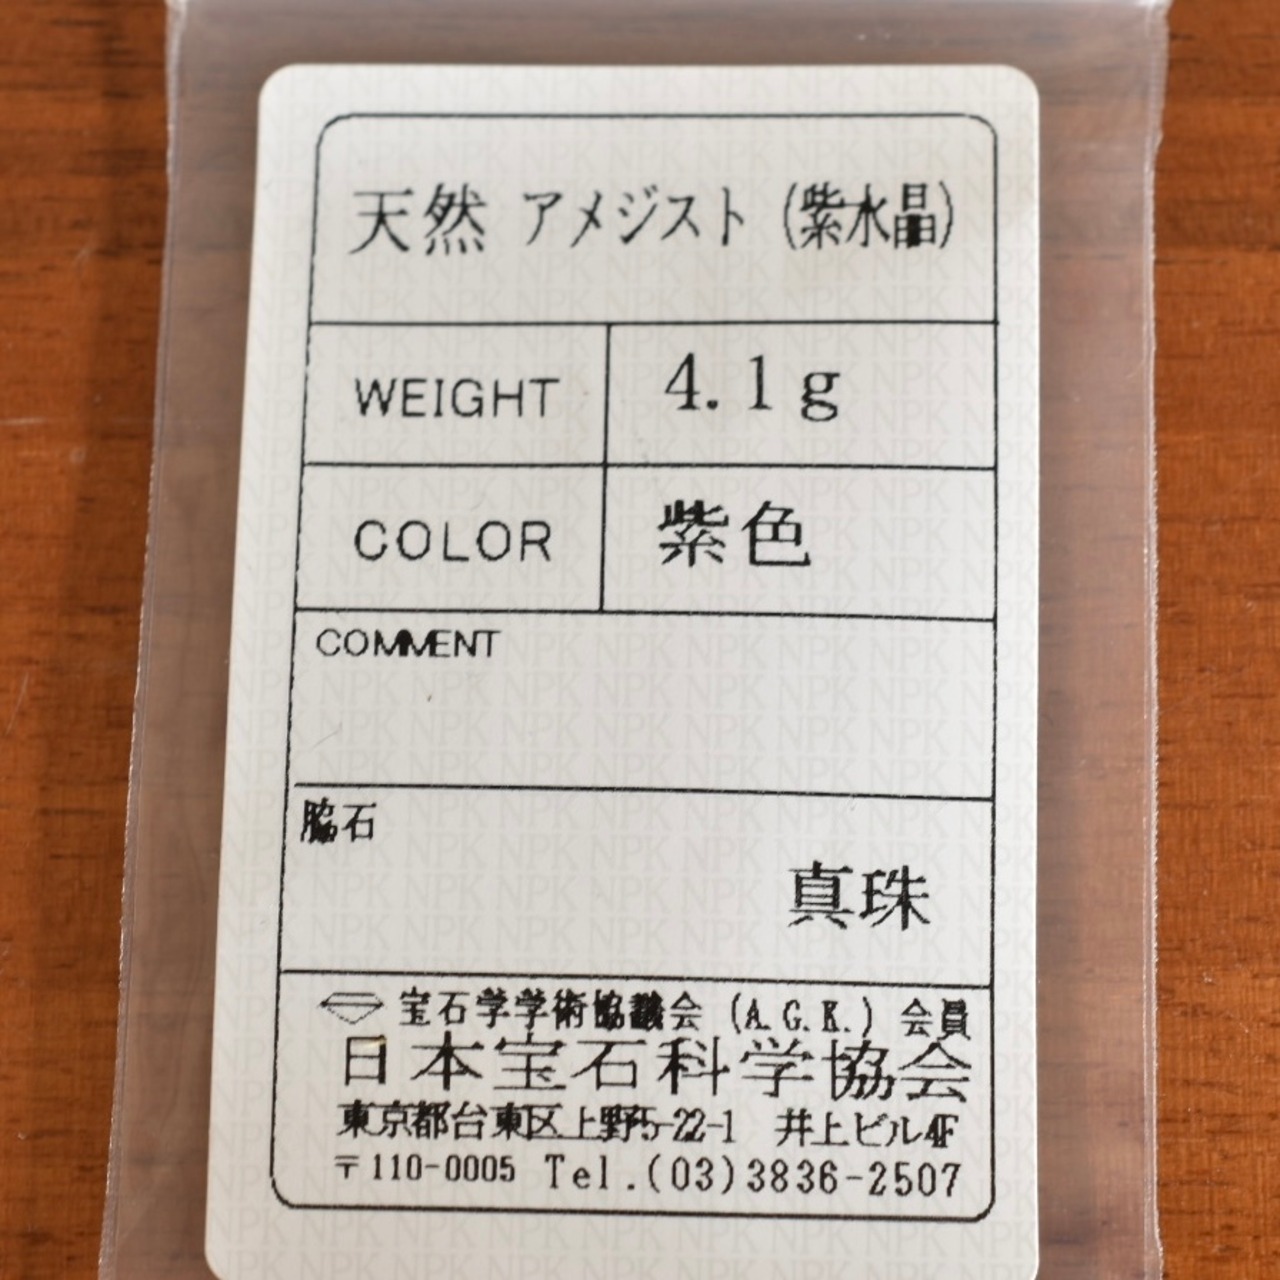 天然 アメジスト (紫水晶)
WEIGHT 4.1g
COLOR 紫色
COMMENT
脇石
真珠
宝石学学術協議会 (A.G.K.) 会員
日本宝石科学協会
東京都台東区上野5-22-1 井上ビル4F
〒110-0005 Tel.(03)3836-2507